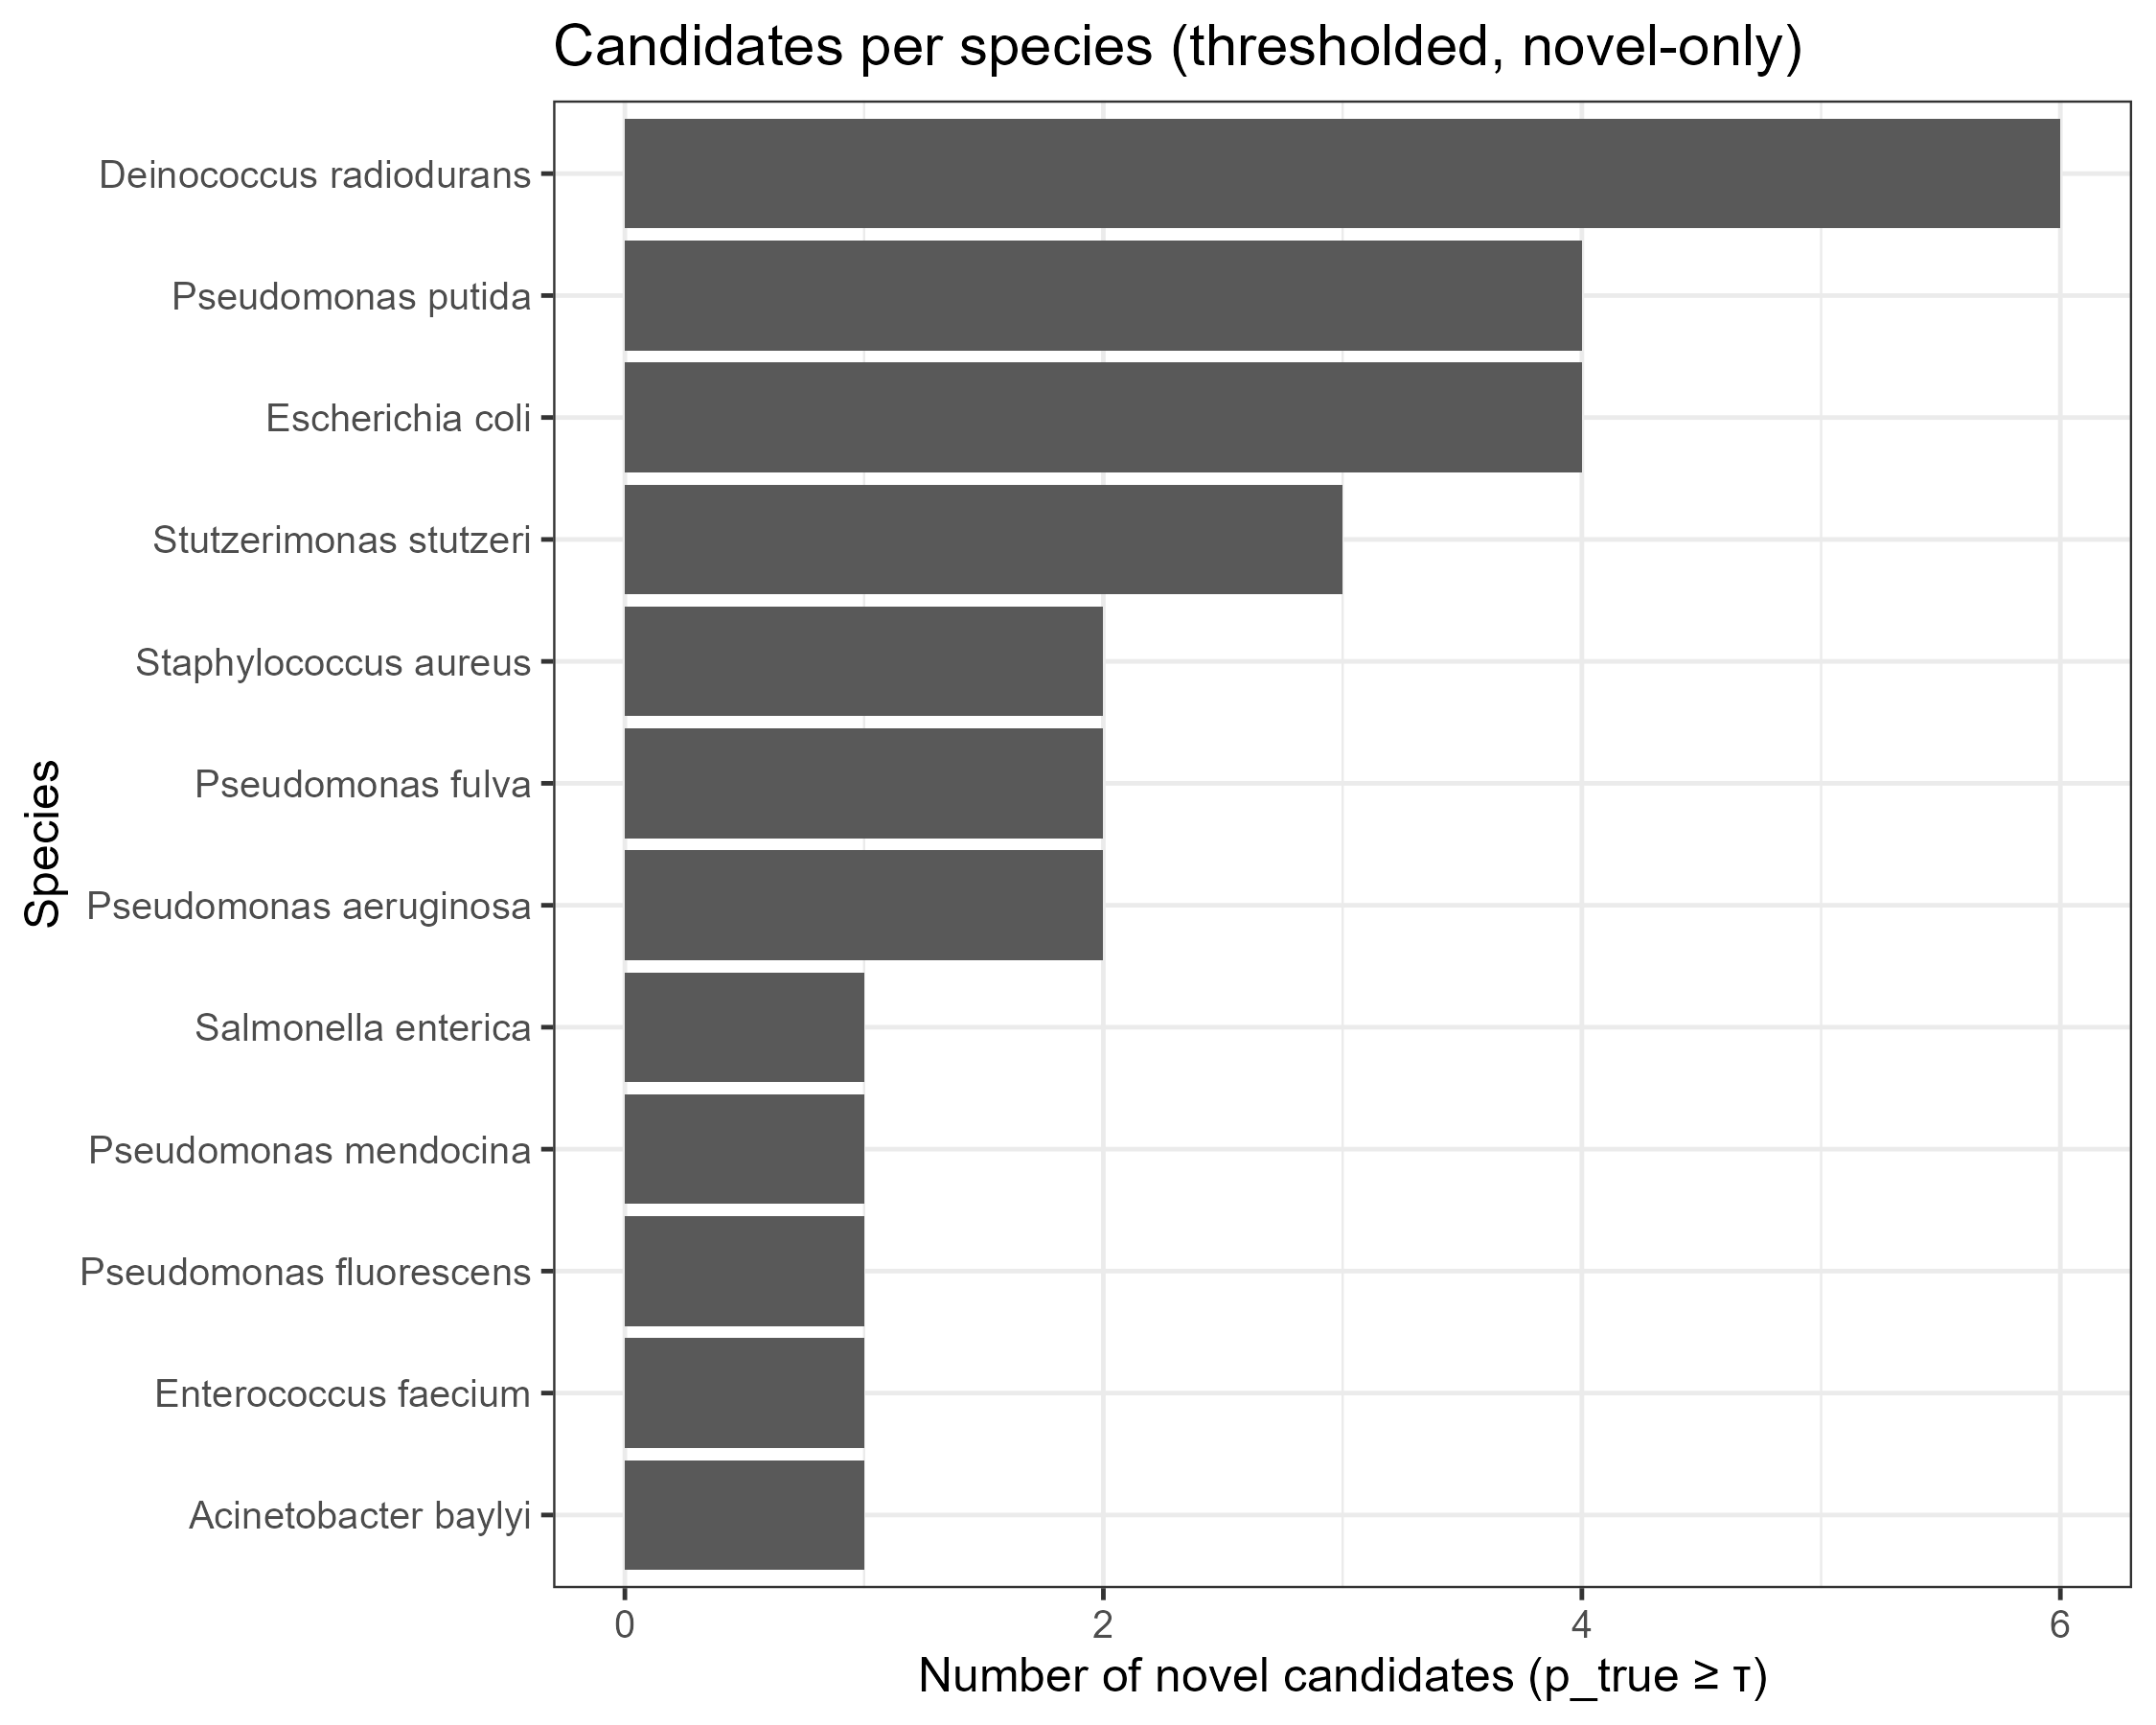 Candidates per species (thresholded, novel-only)
Species
Deinococcus radiodurans
Pseudomonas putida
Escherichia coli
Stutzerimonas stutzeri
Staphylococcus aureus
Pseudomonas fulva
Pseudomonas aeruginosa
Salmonella enterica
Pseudomonas mendocina
Pseudomonas fluorescens
Enterococcus faecium
Acinetobacter baylyi
0 2 4 6
Number of novel candidates (p_true ≥ τ)